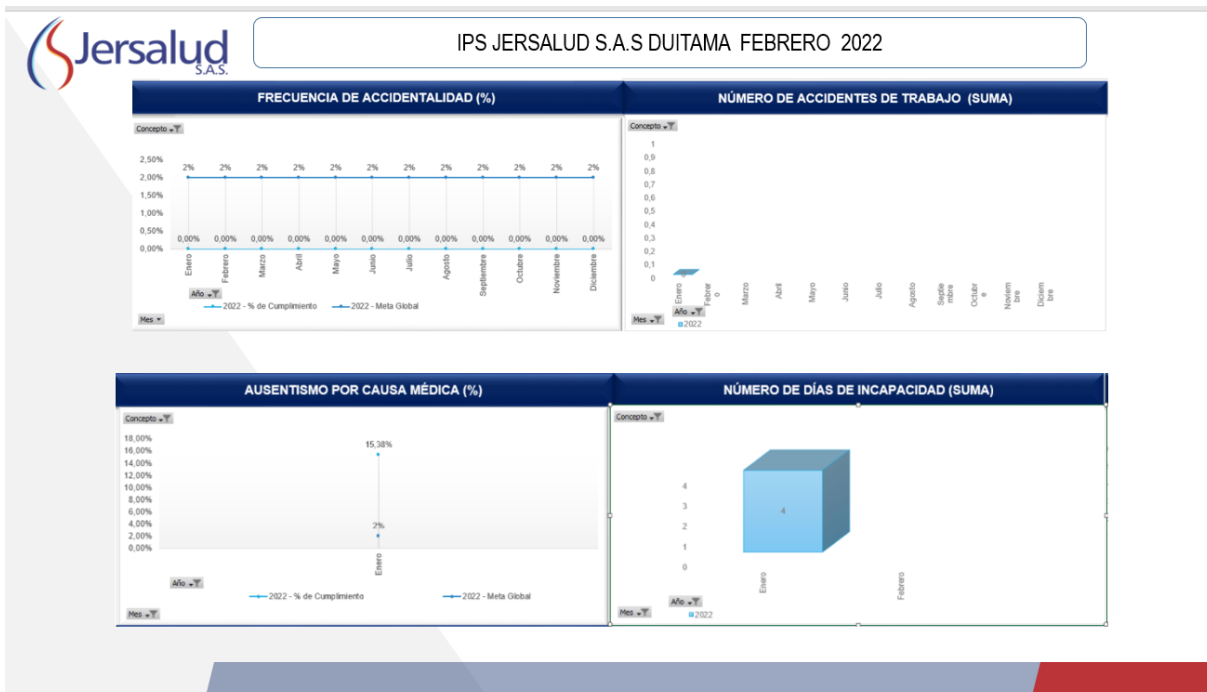 Jersalud
S.A.S.
IPS JERSALUD S.A.S DUITAMA FEBRERO 2022
FRECUENCIA DE ACCIDENTALIDAD (%)
Concepto
2,50%
2,00%
1,50%
1,00%
0,50%
0,00%
2% 2% 2% 2% 2% 2% 2% 2% 2% 2% 2% 2%
0,00% 0,00% 0,00% 0,00% 0,00% 0,00% 0,00% 0,00% 0,00% 0,00% 0,00% 0,00%
Enero
Febrero
Marzo
Abril
Mayo
Junio
Julio
Agosto
Septiembre
Octubre
Noviembre
Diciembre
Año
2022 - % de Cumplimiento 2022 - Meta Global
Mes
NÚMERO DE ACCIDENTES DE TRABAJO (SUMA)
Concepto
1
0,9
0,8
0,7
0,6
0,5
0,4
0,3
0,2
0,1
0
Enero
Febrer
o
Marzo
Abril
Mayo
Junio
Julio
Agosto
Septie
mbre
Octubr
e
Noviem
bre
Diciem
bre
Año
Mes
2022
AUSENTISMO POR CAUSA MÉDICA (%)
Concepto
18,00%
16,00%
14,00%
12,00%
10,00%
8,00%
6,00%
4,00%
2,00%
0,00%
15,38%
2%
Enero
Año
2022 - % de Cumplimiento 2022 - Meta Global
Mes
NÚMERO DE DÍAS DE INCAPACIDAD (SUMA)
Concepto
4
3
2
1
0
4
Enero
Febrero
Año
Mes
2022